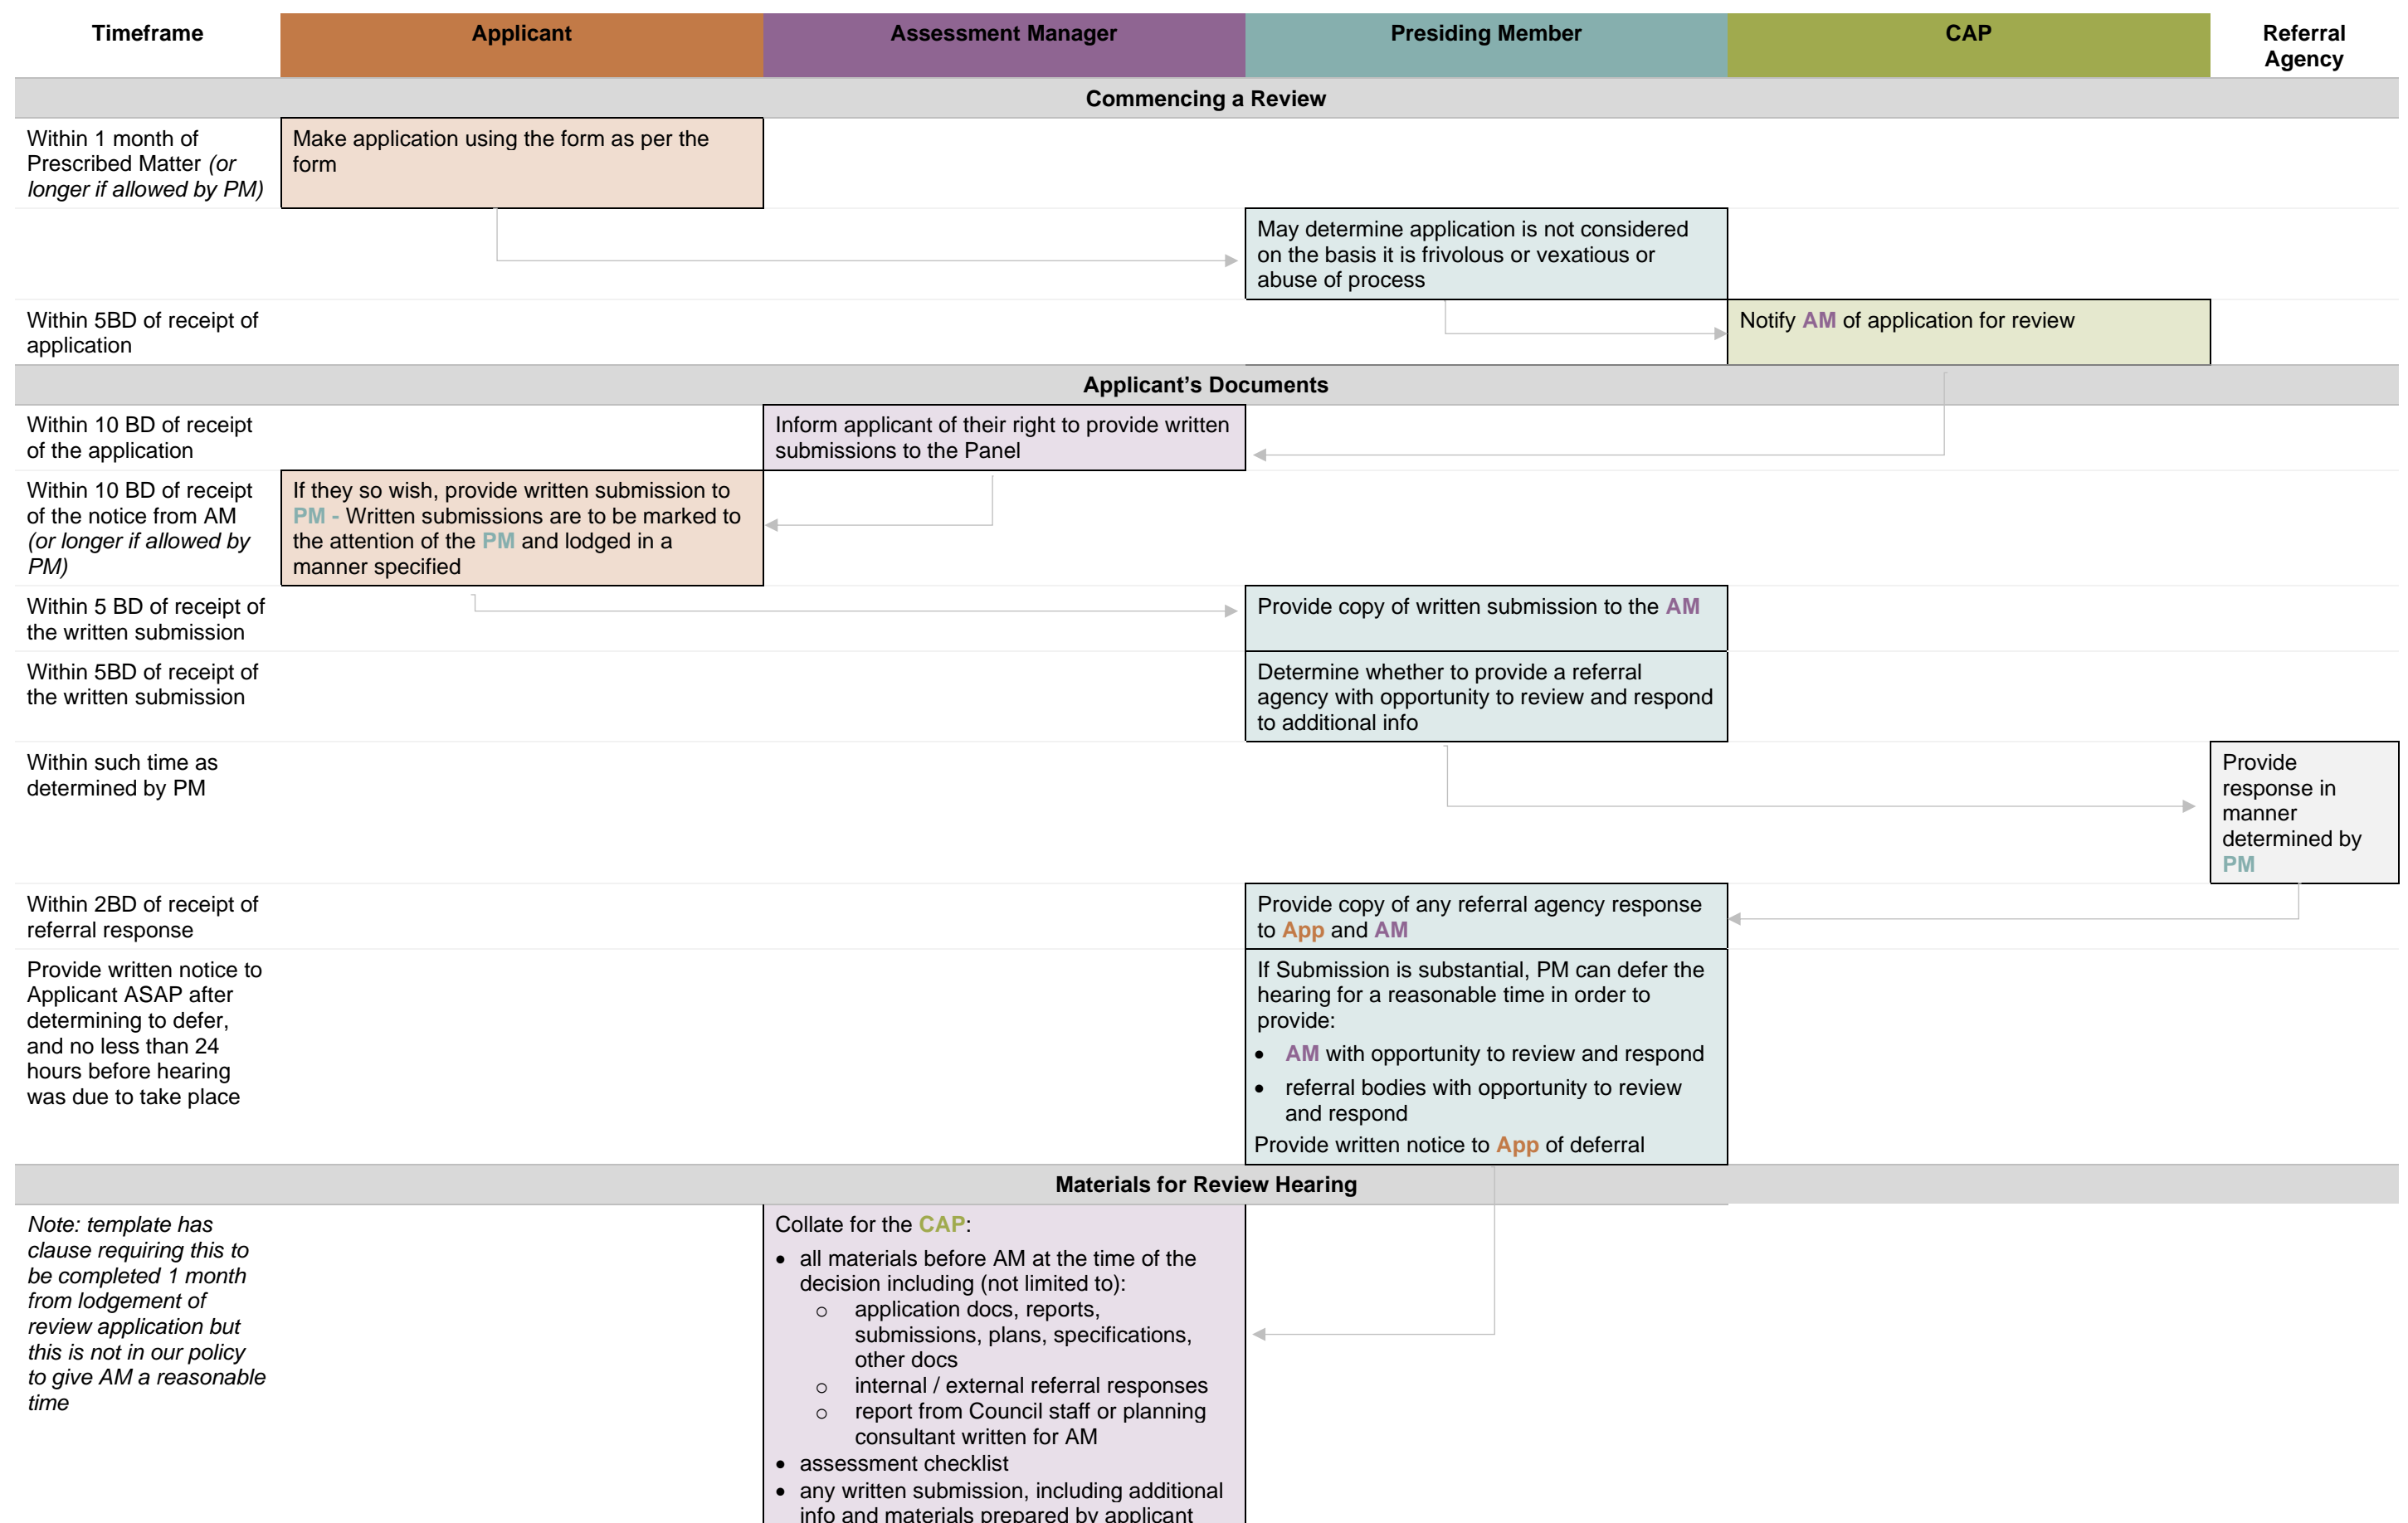 Timeframe
Applicant
Assessment Manager
Presiding Member
CAP
Referral
Agency
Commencing a Review
Within 1 month of
Prescribed Matter (or
longer if allowed by PM)
Make application using the form as per the
form
May determine application is not considered
on the basis it is frivolous or vexatious or
abuse of process
Within 5BD of receipt of
application
Notify AM of application for review
Applicant’s Documents
Within 10 BD of receipt
of the application
Inform applicant of their right to provide written
submissions to the Panel
Within 10 BD of receipt
of the notice from AM
(or longer if allowed by
PM)
If they so wish, provide written submission to
PM - Written submissions are to be marked to
the attention of the PM and lodged in a
manner specified
Within 5 BD of receipt of
the written submission
Provide copy of written submission to the AM
Within 5BD of receipt of
the written submission
Determine whether to provide a referral
agency with opportunity to review and respond
to additional info
Within such time as
determined by PM
Provide
response in
manner
determined by
PM
Within 2BD of receipt of
referral response
Provide copy of any referral agency response
to App and AM
Provide written notice to
Applicant ASAP after
determining to defer,
and no less than 24
hours before hearing
was due to take place
If Submission is substantial, PM can defer the
hearing for a reasonable time in order to
provide:
• AM with opportunity to review and respond
• referral bodies with opportunity to review
and respond
Provide written notice to App of deferral
Materials for Review Hearing
Note: template has
clause requiring this to
be completed 1 month
from lodgement of
review application but
this is not in our policy
to give AM a reasonable
time
Collate for the CAP:
• all materials before AM at the time of the
decision including (not limited to):
o application docs, reports,
submissions, plans, specifications,
other docs
o internal / external referral responses
o report from Council staff or planning
consultant written for AM
• assessment checklist
• any written submission, including additional
info and materials prepared by applicant